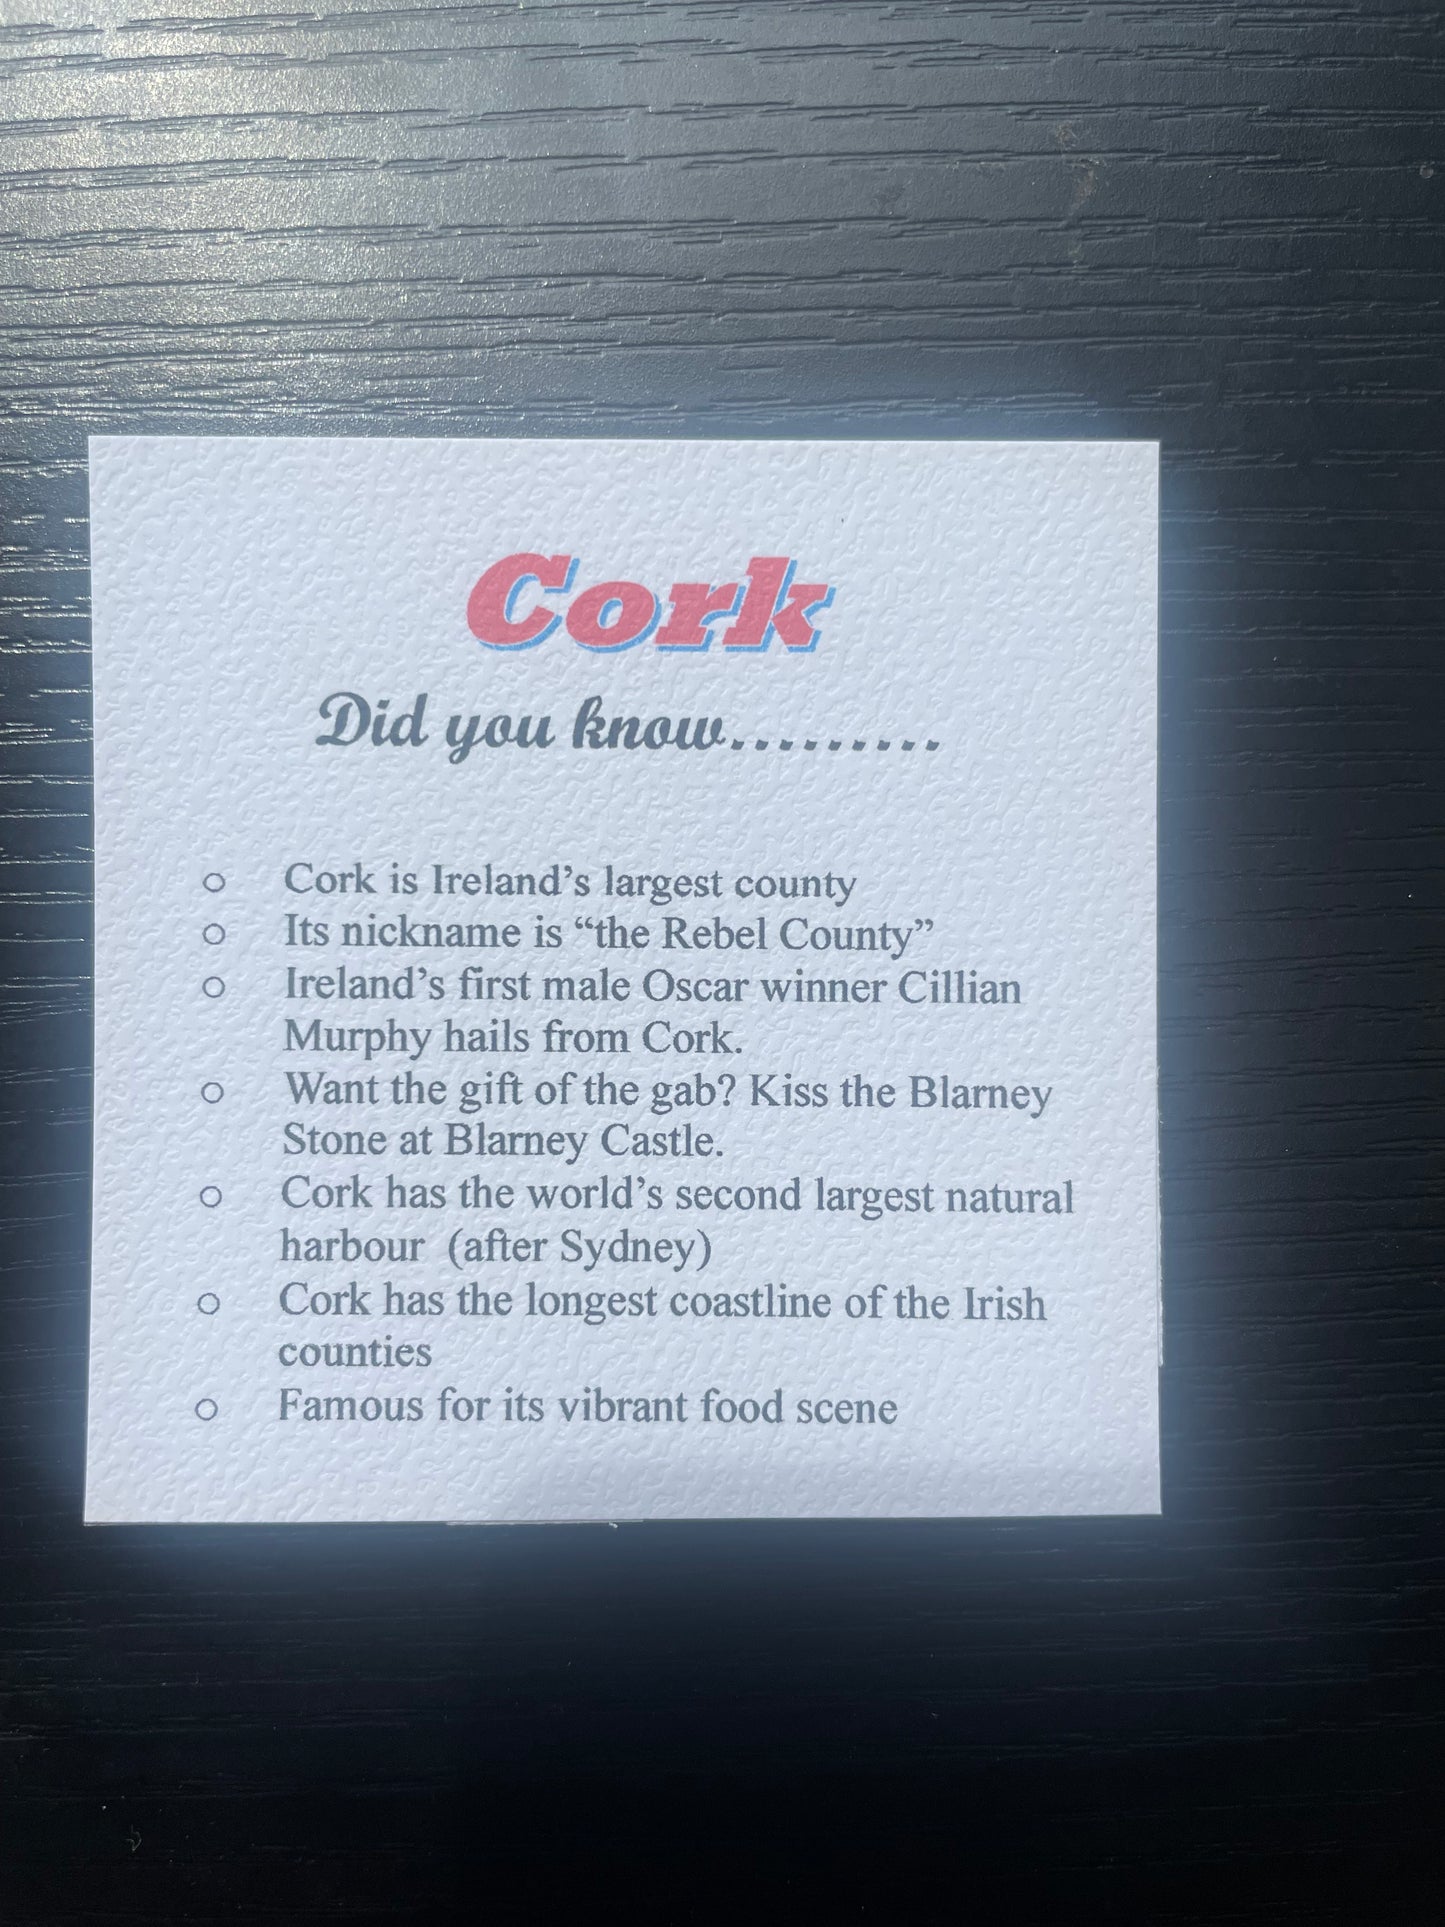 Cork
Did you know.........
○ Cork is Ireland’s largest county
○ Its nickname is “the Rebel County”
○ Ireland’s first male Oscar winner Cillian
Murphy hails from Cork.
○ Want the gift of the gab? Kiss the Blarney
Stone at Blarney Castle.
○ Cork has the world’s second largest natural
harbour (after Sydney)
○ Cork has the longest coastline of the Irish
counties
○ Famous for its vibrant food scene